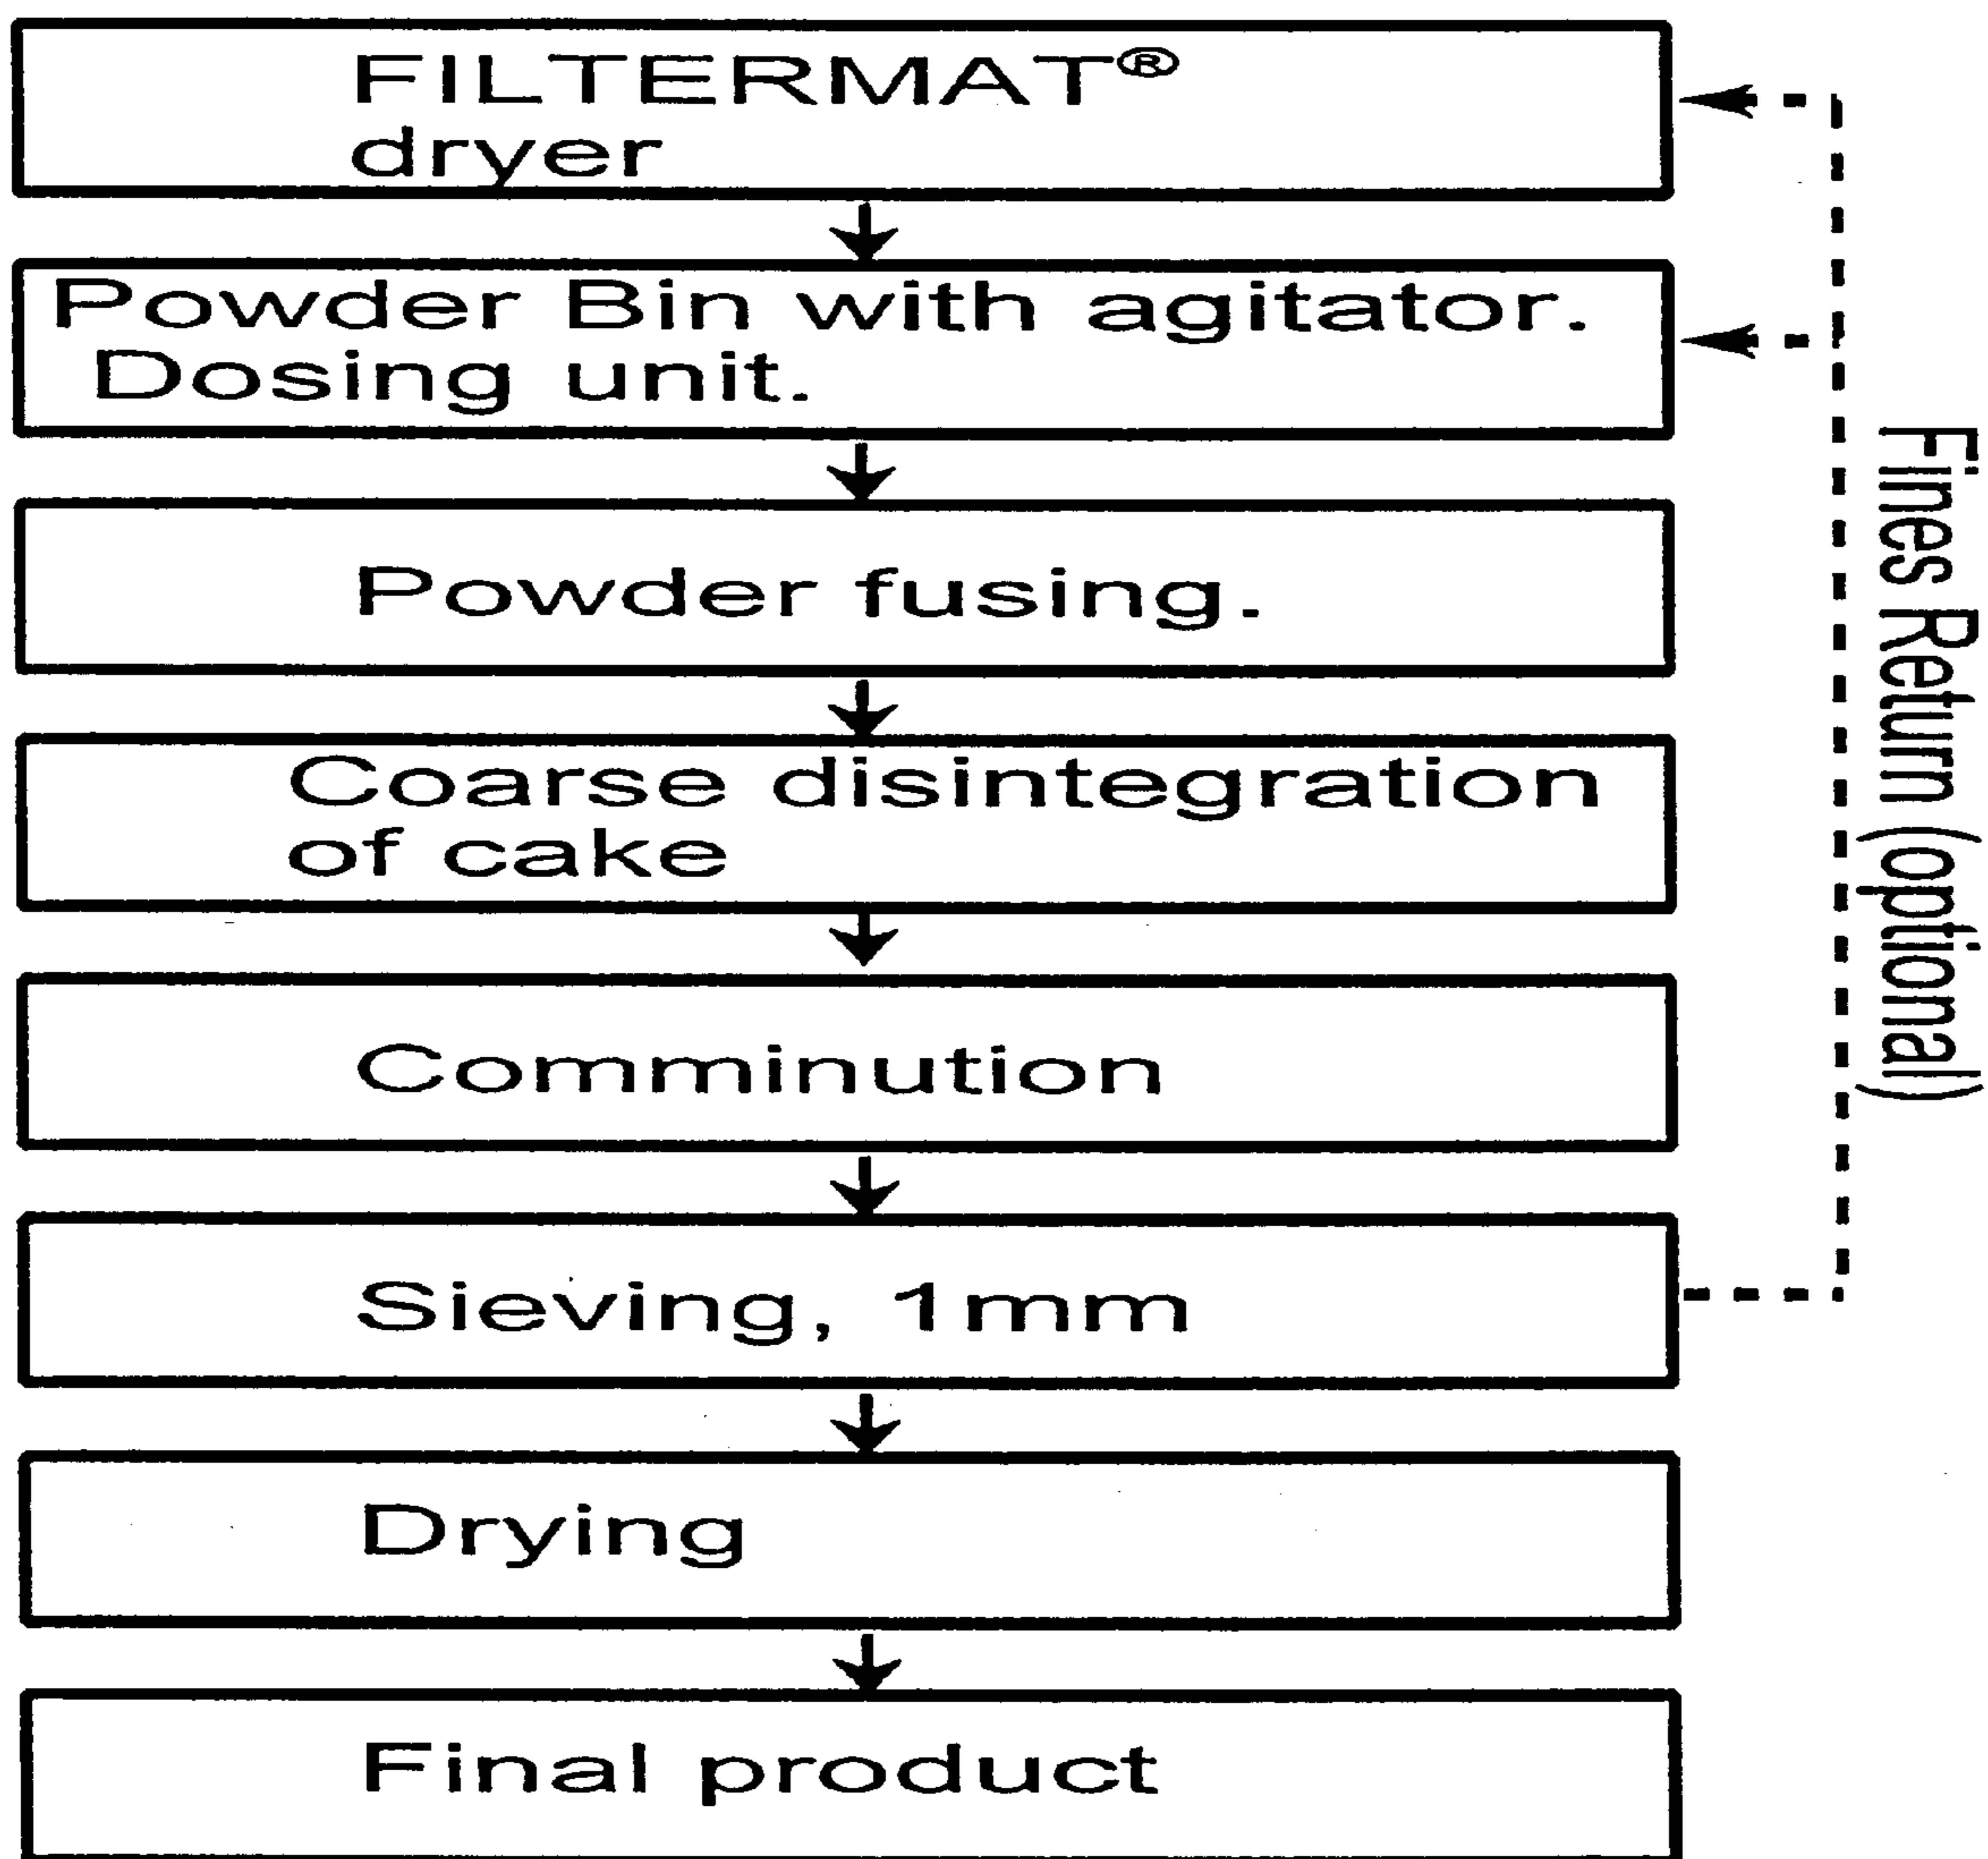 FILTERMAT®
dryer
Powder Bin with agitator.
Dosing unit.
Powder fusing.
Coarse disintegration
of cake
Comminution
Sieving, 1mm
Drying
Final product
Fines Return (optional)